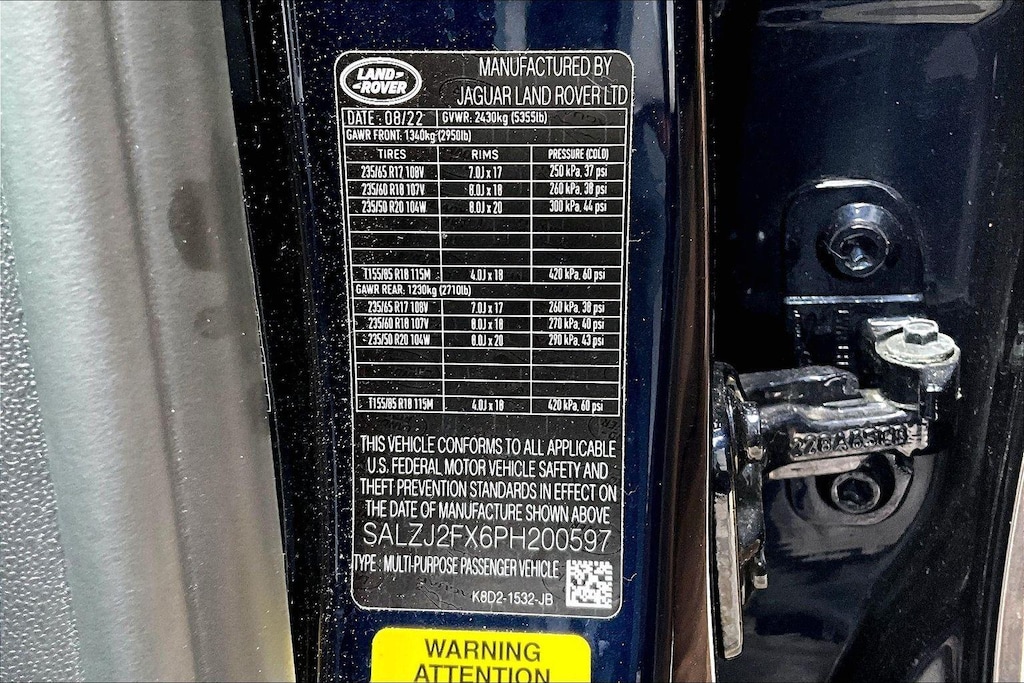 LAND-
-ROVER
MANUFACTURED BY
JAGUAR LAND ROVER LTD
DATE : 08/22 GVWR: 2430kg (5355lb)
GAWR FRONT: 1340kg (2950lb)
TIRES RIMS PRESSURE (COLD)
235/65 R17 108V 7.0J x 17 250 kPa, 37 psi
235/60 R18 107V 8.0J x 18 260 kPa, 38 psi
235/50 R20 104W 8.0J x 20 300 kPa, 44 psi
T155/85 R18 115M 4.0J x 18 420 kPa, 60 psi
GAWR REAR: 1230kg (2710lb)
235/65 R17 108V 7.0J x 17 260 kPa, 38 psi
235/60 R18 107V 8.0J x 18 270 kPa, 40 psi
235/50 R20 104W 8.0J x 20 290 kPa, 43 psi
T155/85 R18 115M 4.0J x 18 420 kPa, 60 psi
THIS VEHICLE CONFORMS TO ALL APPLICABLE
U.S. FEDERAL MOTOR VEHICLE SAFETY AND
THEFT PREVENTION STANDARDS IN EFFECT ON
THE DATE OF MANUFACTURE SHOWN ABOVE
SALZJ2FX6PH200597
TYPE : MULTI-PURPOSE PASSENGER VEHICLE
K8D2-1532-JB
WARNING
ATTENTION